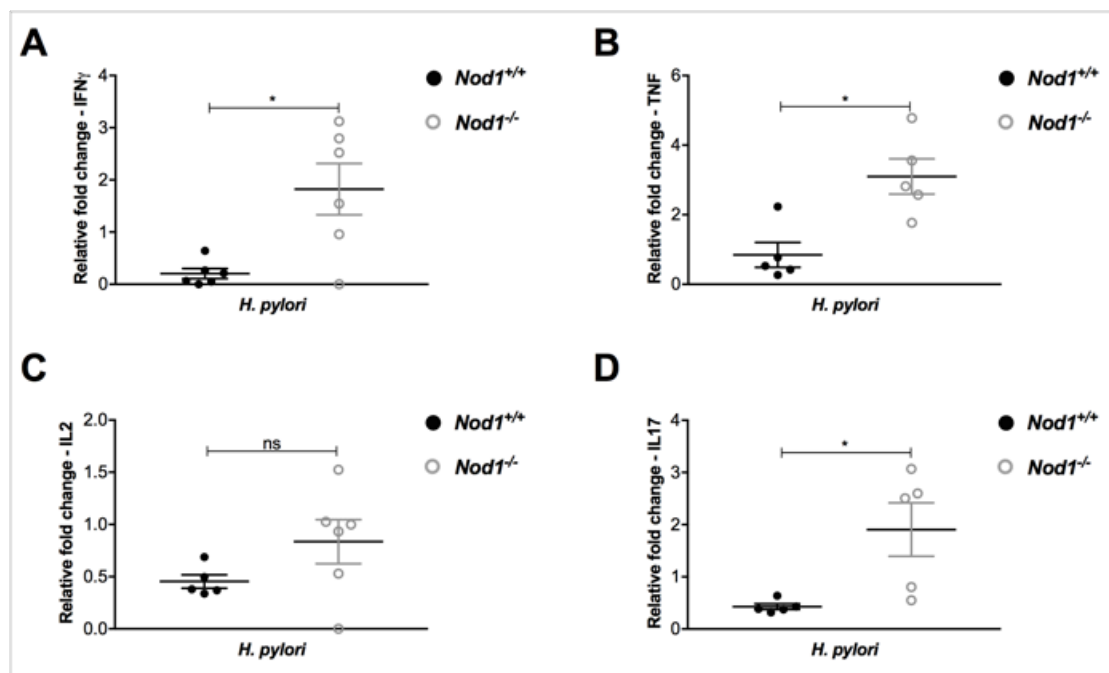 A
Relative fold change - IFNγ
4
3
2
1
0
*
H. pylori
Nod1+/+
Nod1-/-
B
Relative fold change - TNF
6
4
2
0
*
H. pylori
Nod1+/+
Nod1-/-
C
Relative fold change - IL2
2.0
1.5
1.0
0.5
0.0
ns
H. pylori
Nod1+/+
Nod1-/-
D
Relative fold change - IL17
4
3
2
1
0
*
H. pylori
Nod1+/+
Nod1-/-